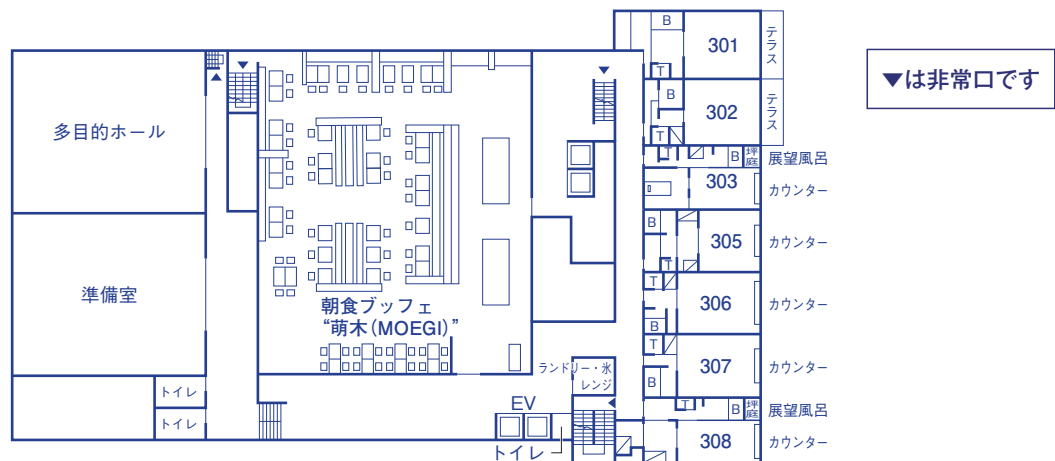 B
301
テラス
T
B
302
テラス
T
T
B
坪庭
展望風呂
303
カウンター
B
305
カウンター
T
T
306
カウンター
B
T
307
カウンター
B
T
B
坪庭
展望風呂
308
カウンター
▼は非常口です
▼
▲
▼
多目的ホール
準備室
朝食ブッフェ
“萌木（MOEGI）”
ランドリー・氷
レンジ
◀
トイレ
トイレ
EV
トイレ